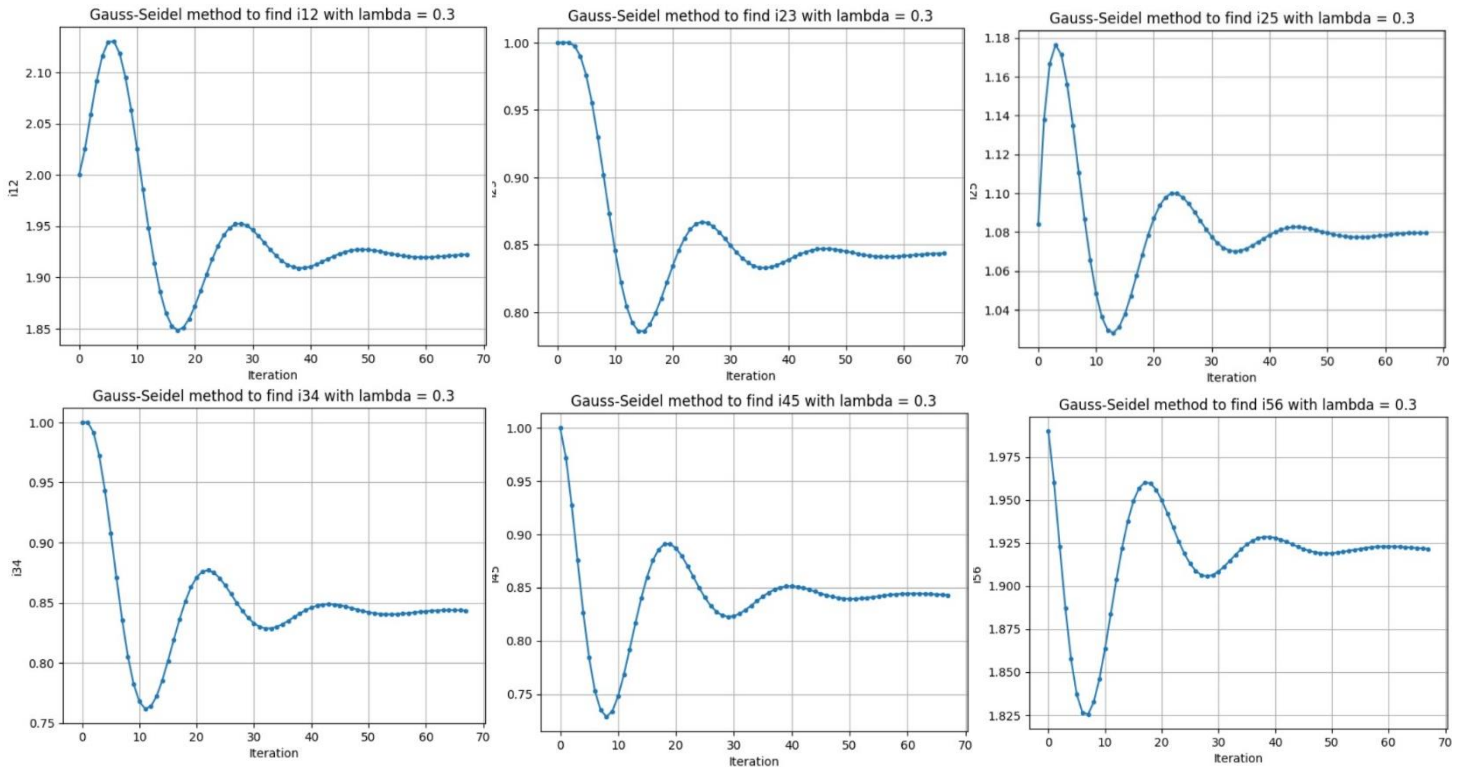 Gauss-Seidel method to find i12 with lambda = 0.3
2.10
2.05
2.00
1.95
1.90
1.85
i12
0 10 20 30 40 50 60 70
Iteration
Gauss-Seidel method to find i23 with lambda = 0.3
1.00
0.95
0.90
0.85
0.80
0 10 20 30 40 50 60 70
Iteration
Gauss-Seidel method to find i25 with lambda = 0.3
1.18
1.16
1.14
1.12
1.10
1.08
1.06
1.04
i25
0 10 20 30 40 50 60 70
Iteration
Gauss-Seidel method to find i34 with lambda = 0.3
1.00
0.95
0.90
0.85
0.80
0.75
i34
0 10 20 30 40 50 60 70
Iteration
Gauss-Seidel method to find i45 with lambda = 0.3
1.00
0.95
0.90
0.85
0.80
0.75
i45
0 10 20 30 40 50 60 70
Iteration
Gauss-Seidel method to find i56 with lambda = 0.3
1.975
1.950
1.925
1.900
1.875
1.850
1.825
i56
0 10 20 30 40 50 60 70
Iteration